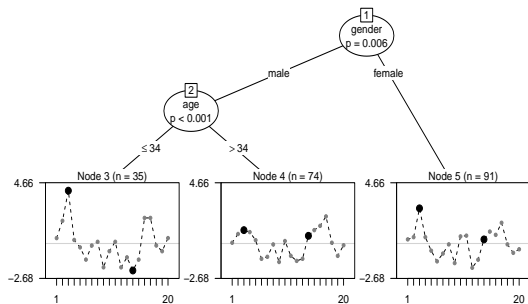 1
gender
p = 0.006
male
female
2
age
p < 0.001
≤ 34
> 34
Node 3 (n = 35)
4.66
−2.68
1
20
Node 4 (n = 74)
4.66
−2.68
1
20
Node 5 (n = 91)
4.66
−2.68
1
20